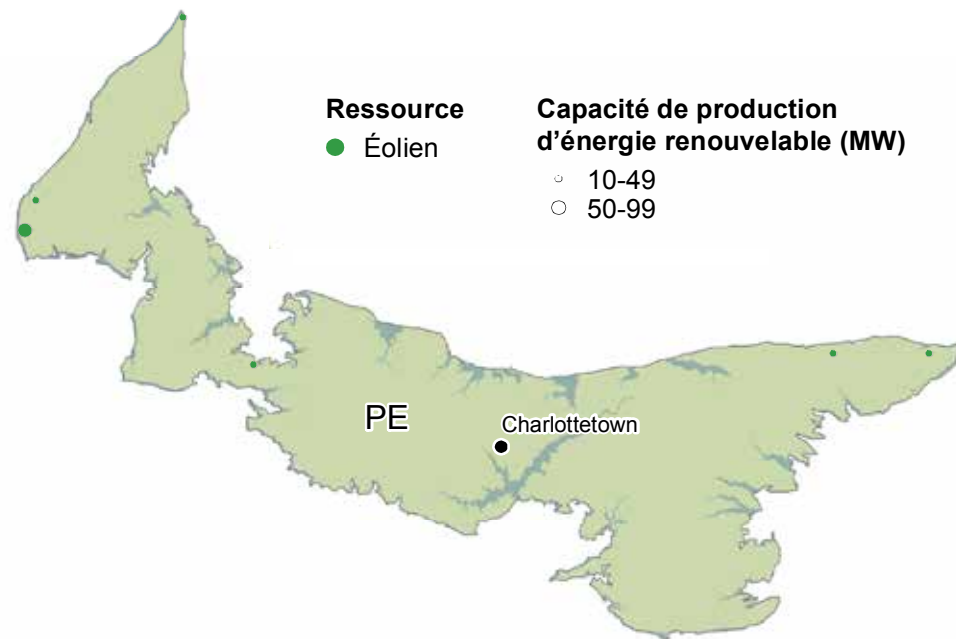 Ressource
Éolien
Capacité de production
d'énergie renouvelable (MW)
10-49
50-99
PE
Charlottetown